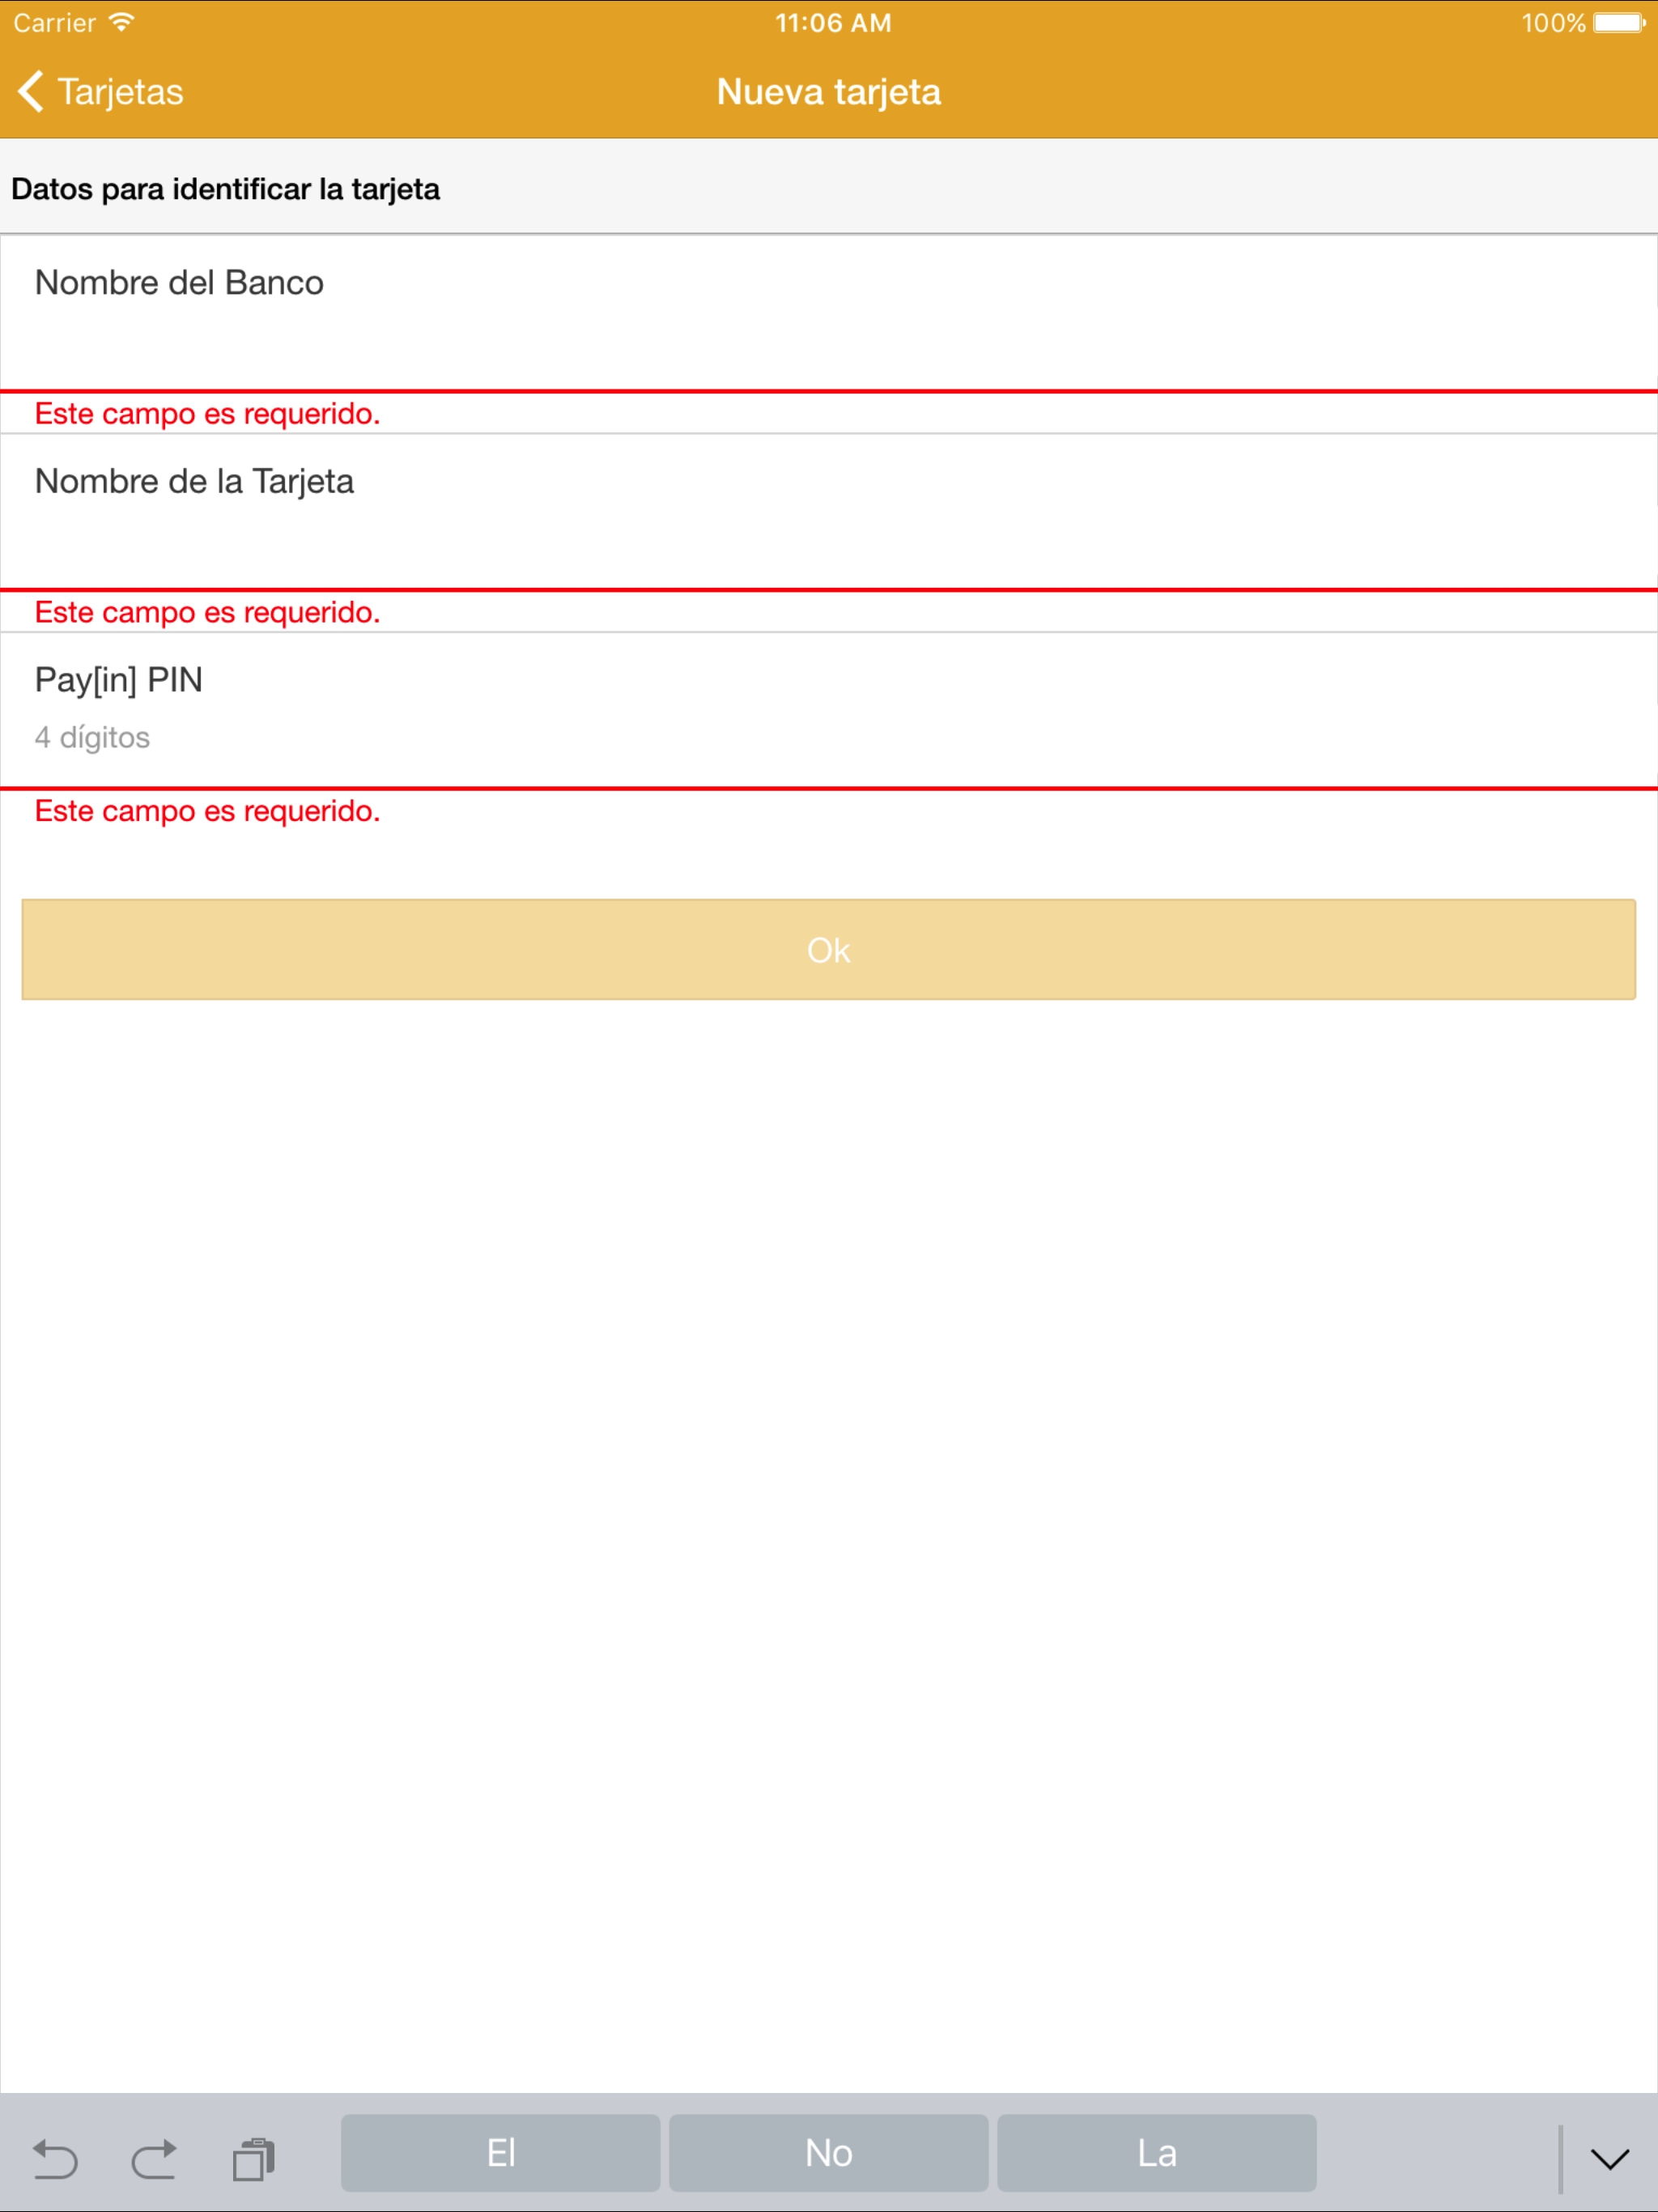 Carrier 11:06 AM 100%
Tarjetas Nueva tarjeta
Datos para identificar la tarjeta
Nombre del Banco
Este campo es requerido.
Nombre de la Tarjeta
Este campo es requerido.
Pay[in] PIN
4 dígitos
Este campo es requerido.
Ok
El No La